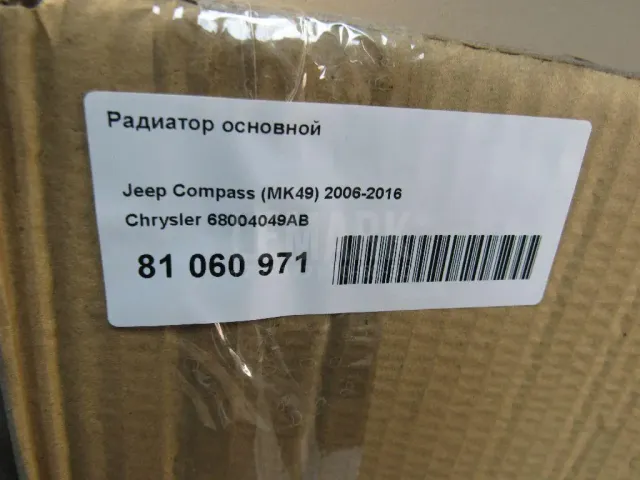 Радиатор основной
Jeep Compass (MK49) 2006-2016
Chrysler 68004049AB
81 060 971